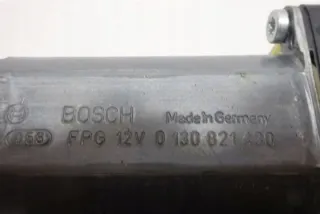 BOSCH Made in Germany
FPG 12V 0 130 821